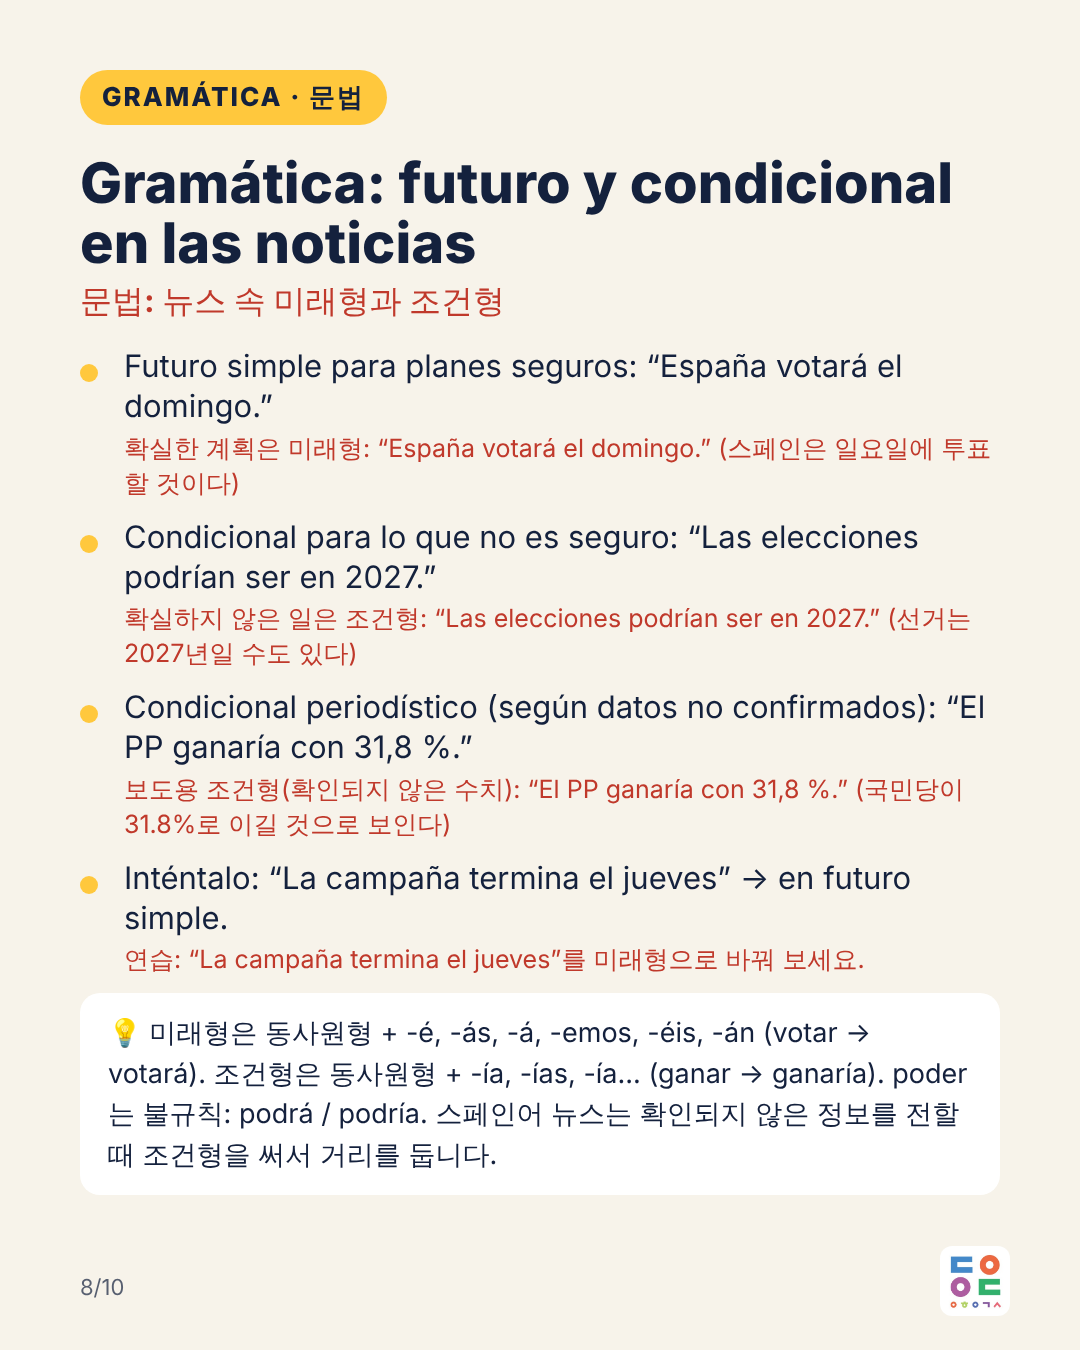 GRAMÁTICA · 문법
Gramática: futuro y condicional
en las noticias
문법: 뉴스 속 미래형과 조건형
Futuro simple para planes seguros: “España votará el
domingo.”
확실한 계획은 미래형: “España votará el domingo.” (스페인은 일요일에 투표
할 것이다)
Condicional para lo que no es seguro: “Las elecciones
podrían ser en 2027.”
확실하지 않은 일은 조건형: “Las elecciones podrían ser en 2027.” (선거는
2027년일 수도 있다)
Condicional periodístico (según datos no confirmados): “El
PP ganaría con 31,8 %.”
보도용 조건형(확인되지 않은 수치): “El PP ganaría con 31,8 %.” (국민당이
31.8%로 이길 것으로 보인다)
Inténtalo: “La campaña termina el jueves” → en futuro
simple.
연습: “La campaña termina el jueves”를 미래형으로 바꿔 보세요.
💡 미래형은 동사원형 + -é, -ás, -á, -emos, -éis, -án (votar →
votará). 조건형은 동사원형 + -ía, -ías, -ía... (ganar → ganaría). poder
는 불규칙: podrá / podría. 스페인어 뉴스는 확인되지 않은 정보를 전할
때 조건형을 써서 거리를 둡니다.
8/10